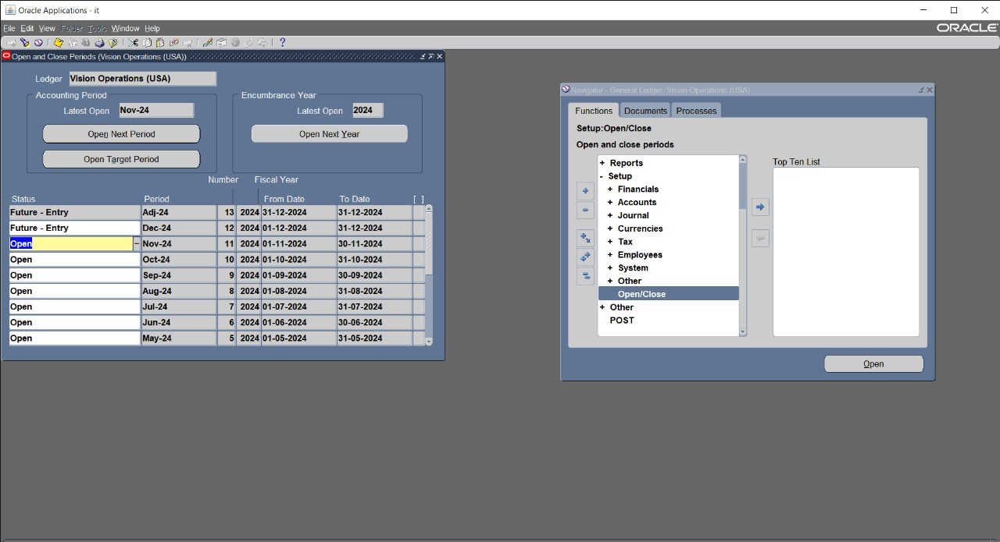 Oracle Applications - it
File Edit View Folder Tools Window Help
ORACLE
Open and Close Periods (Vision Operations (USA))
Ledger Vision Operations (USA)
Accounting Period
Latest Open Nov-24
Open Next Period
Open Target Period
Encumbrance Year
Latest Open 2024
Open Next Year
Number Fiscal Year
Status Period From Date To Date [ ]
Future - Entry Adj-24 13 2024 31-12-2024 31-12-2024
Future - Entry Dec-24 12 2024 01-12-2024 31-12-2024
Open ... Nov-24 11 2024 01-11-2024 30-11-2024
Open Oct-24 10 2024 01-10-2024 31-10-2024
Open Sep-24 9 2024 01-09-2024 30-09-2024
Open Aug-24 8 2024 01-08-2024 31-08-2024
Open Jul-24 7 2024 01-07-2024 31-07-2024
Open Jun-24 6 2024 01-06-2024 30-06-2024
Open May-24 5 2024 01-05-2024 31-05-2024
Navigator - General Ledger, Vision Operations (USA)
Functions Documents Processes
Setup:Open/Close
Open and close periods
+ Reports
- Setup
+ Financials
+ Accounts
+ Journal
+ Currencies
+ Tax
+ Employees
+ System
+ Other
Open/Close
+ Other
POST
Top Ten List
Open